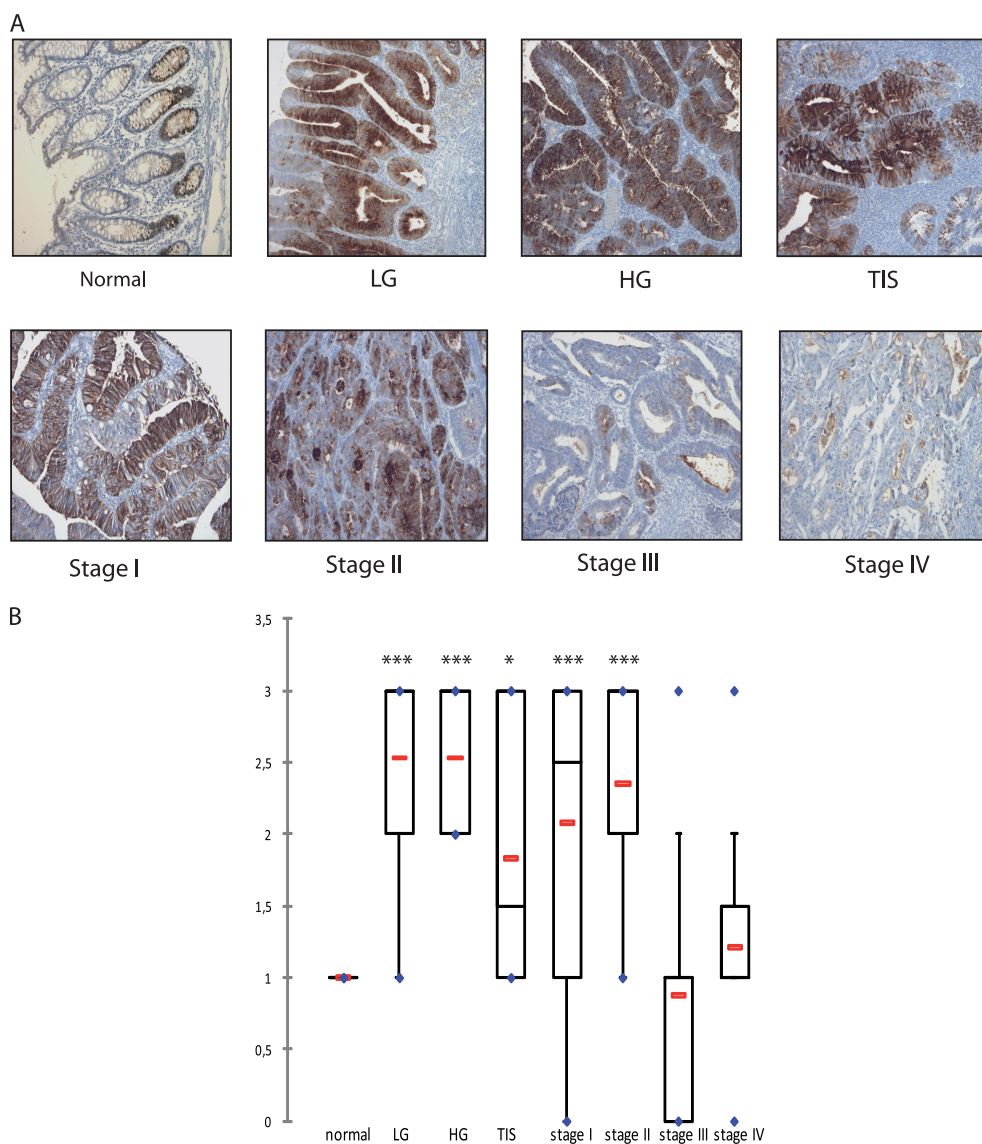 A
Normal LG HG TIS
Stage I Stage II Stage III Stage IV
B
3,5
*** *** * *** ***
3
2,5
2
1,5
1
0,5
0
normal LG HG TIS stage I stage II stage III stage IV